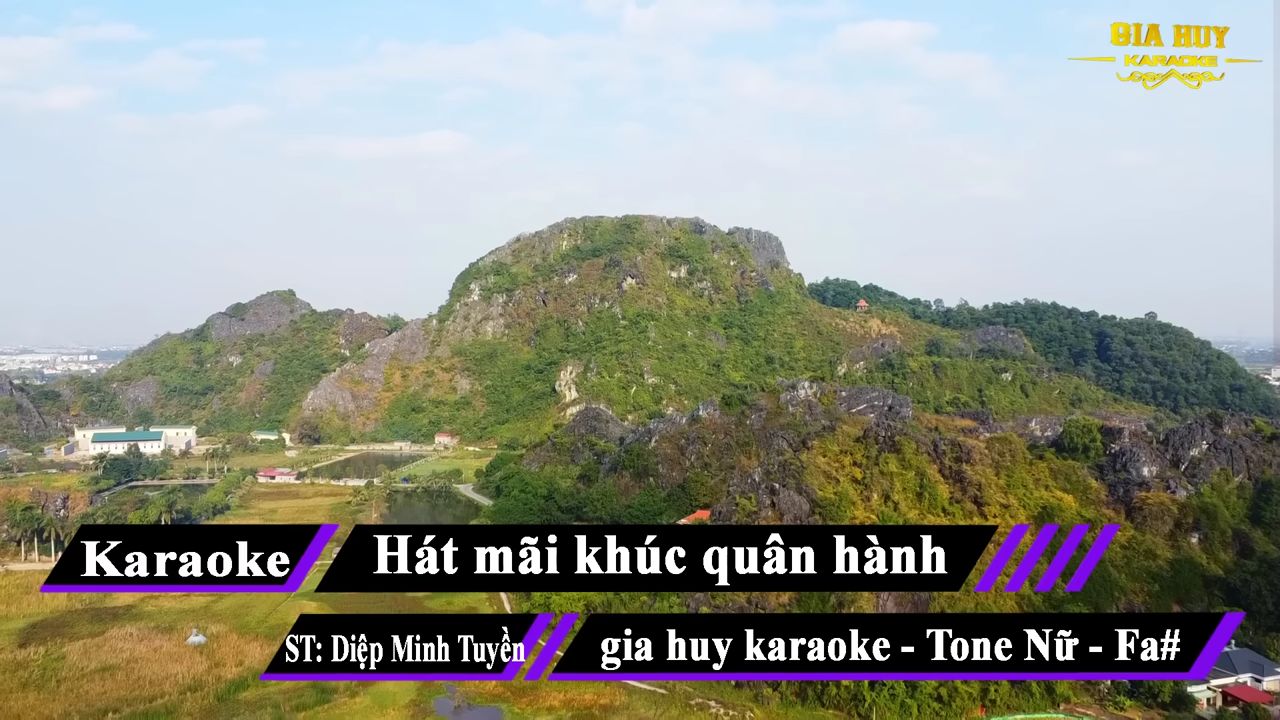 GIA HUY
KARAOKE
Karaoke
Hát mãi khúc quân hành
ST: Diệp Minh Tuyền
gia huy karaoke - Tone Nữ - Fa#